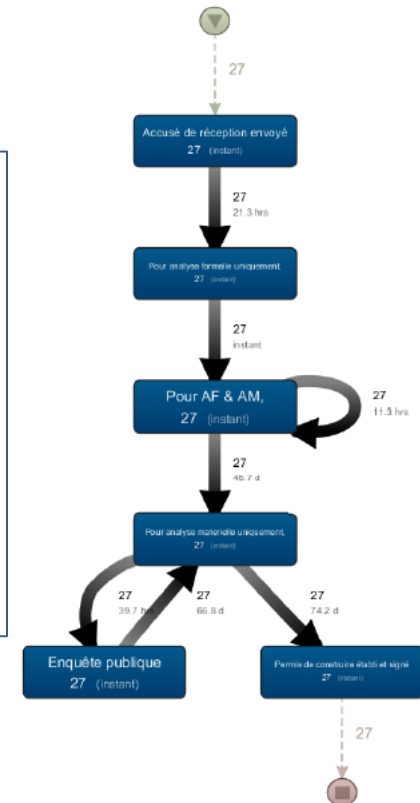 27
Accusé de réception envoyé
27 (instant)
27
21.3 hrs
Pour analyse formelle uniquement,
27 (instant)
27
instant
Pour AF & AM,
27 (instant)
27
11.3 hrs
27
46.7 d
Pour analyse materielle uniquement,
27 (instant)
27
39.7 hrs
27
66.8 d
27
74.2 d
Enquête publique
27 (instant)
Permis de construire établi et signé
27 (instant)
27